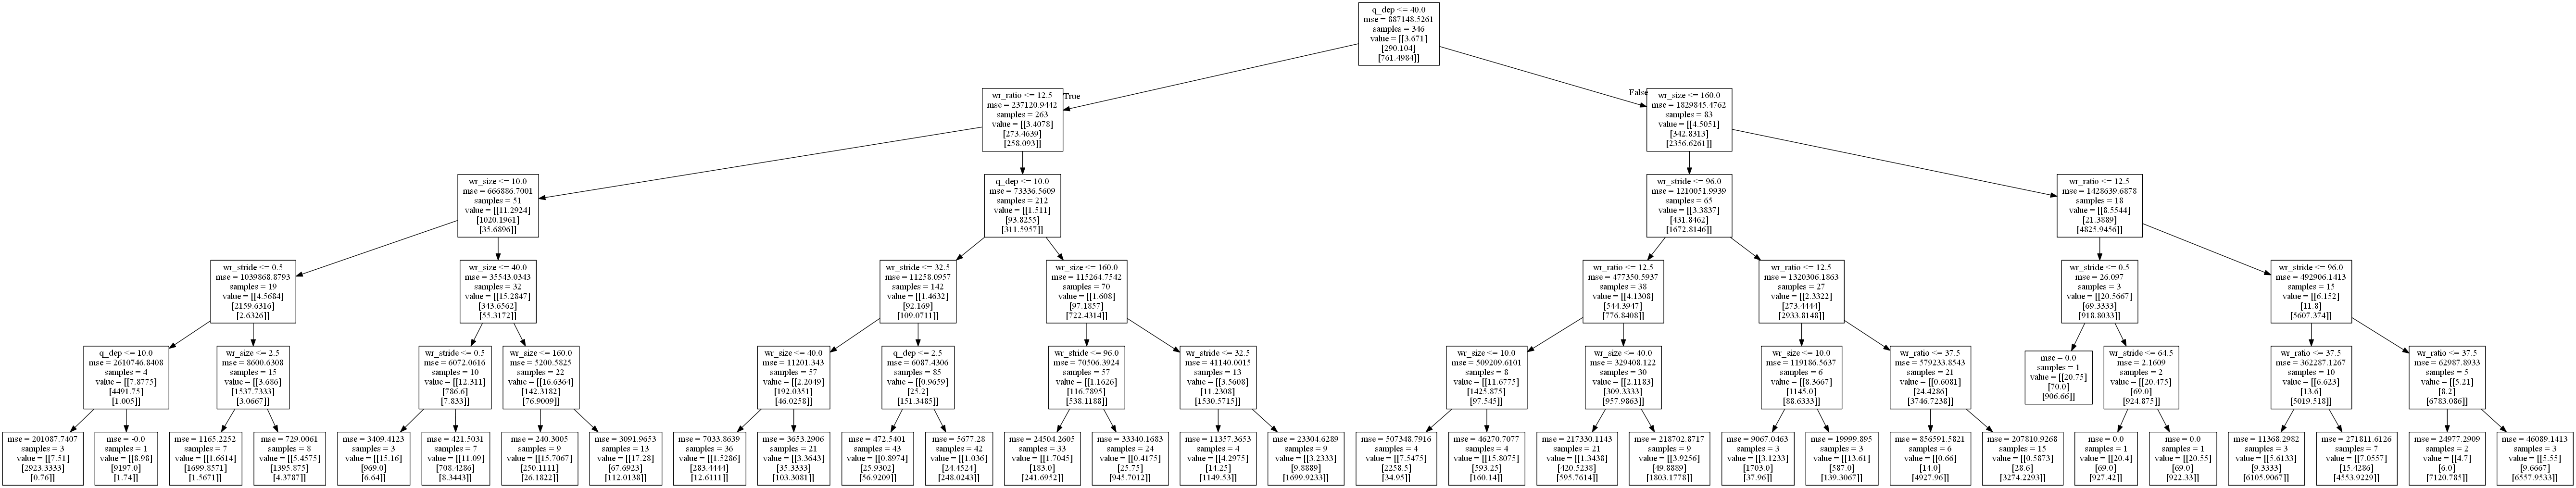 q_dep <= 40.0
mse = 887148.5261
samples = 346
value = [[3.671]
[290.104]
[761.4984]]
True
False
wr_ratio <= 12.5
mse = 237120.9442
samples = 263
value = [[3.4078]
[273.4639]
[258.093]]
wr_size <= 160.0
mse = 1829845.4762
samples = 83
value = [[4.5051]
[342.8313]
[2356.6261]]
wr_size <= 10.0
mse = 666886.7001
samples = 51
value = [[11.2924]
[1020.1961]
[35.6896]]
q_dep <= 10.0
mse = 73336.5609
samples = 212
value = [[1.511]
[93.8255]
[311.5957]]
wr_stride <= 96.0
mse = 1210051.9939
samples = 65
value = [[3.3837]
[431.8462]
[1672.8146]]
wr_ratio <= 12.5
mse = 1428639.6878
samples = 18
value = [[8.5544]
[21.3889]
[4825.9456]]
wr_stride <= 0.5
mse = 1039868.8793
samples = 19
value = [[4.5684]
[2159.6316]
[2.6326]]
wr_size <= 40.0
mse = 35543.0343
samples = 32
value = [[15.2847]
[343.6562]
[55.3172]]
wr_stride <= 32.5
mse = 11258.0957
samples = 142
value = [[1.4632]
[92.169]
[109.0711]]
wr_size <= 160.0
mse = 115264.7542
samples = 70
value = [[1.608]
[97.1857]
[722.4314]]
wr_ratio <= 12.5
mse = 477350.5937
samples = 38
value = [[4.1308]
[544.3947]
[776.8408]]
wr_ratio <= 12.5
mse = 1320306.1863
samples = 27
value = [[2.3322]
[273.4444]
[2933.8148]]
wr_stride <= 0.5
mse = 26.097
samples = 3
value = [[20.5667]
[69.3333]
[918.8033]]
wr_stride <= 96.0
mse = 492906.1413
samples = 15
value = [[6.152]
[11.8]
[5607.374]]
q_dep <= 10.0
mse = 2610746.8408
samples = 4
value = [[7.8775]
[4491.75]
[1.005]]
wr_size <= 2.5
mse = 8600.6308
samples = 15
value = [[3.686]
[1537.7333]
[3.0667]]
wr_stride <= 0.5
mse = 6072.0616
samples = 10
value = [[12.311]
[786.6]
[7.833]]
wr_size <= 160.0
mse = 5200.5825
samples = 22
value = [[16.6364]
[142.3182]
[76.9009]]
wr_size <= 40.0
mse = 11201.343
samples = 57
value = [[2.2049]
[192.0351]
[46.0258]]
q_dep <= 2.5
mse = 6087.4306
samples = 85
value = [[0.9659]
[25.2]
[151.3485]]
wr_stride <= 96.0
mse = 70506.3924
samples = 57
value = [[1.1626]
[116.7895]
[538.1188]]
wr_stride <= 32.5
mse = 41140.0015
samples = 13
value = [[3.5608]
[11.2308]
[1530.5715]]
wr_size <= 10.0
mse = 509209.6101
samples = 8
value = [[11.6775]
[1425.875]
[97.545]]
wr_size <= 40.0
mse = 329408.122
samples = 30
value = [[2.1183]
[309.3333]
[957.9863]]
wr_size <= 10.0
mse = 119186.5637
samples = 6
value = [[8.3667]
[1145.0]
[88.6333]]
wr_ratio <= 37.5
mse = 579233.8543
samples = 21
value = [[0.6081]
[24.4286]
[3746.7238]]
mse = 0.0
samples = 1
value = [[20.75]
[70.0]
[906.66]]
wr_stride <= 64.5
mse = 2.1609
samples = 2
value = [[20.475]
[69.0]
[924.875]]
wr_ratio <= 37.5
mse = 362287.1267
samples = 10
value = [[6.623]
[13.6]
[5019.518]]
wr_ratio <= 37.5
mse = 62987.8933
samples = 5
value = [[5.21]
[8.2]
[6783.086]]
mse = 201087.7407
samples = 3
value = [[7.51]
[2923.3333]
[0.76]]
mse = -0.0
samples = 1
value = [[8.98]
[9197.0]
[1.74]]
mse = 1165.2252
samples = 7
value = [[1.6614]
[1699.8571]
[1.5671]]
mse = 729.0061
samples = 8
value = [[5.4575]
[1395.875]
[4.3787]]
mse = 3409.4123
samples = 3
value = [[15.16]
[969.0]
[6.64]]
mse = 421.5031
samples = 7
value = [[11.09]
[708.4286]
[8.3443]]
mse = 240.3005
samples = 9
value = [[15.7067]
[250.1111]
[26.1822]]
mse = 3091.9653
samples = 13
value = [[17.28]
[67.6923]
[112.0138]]
mse = 7033.8639
samples = 36
value = [[1.5286]
[283.4444]
[12.6111]]
mse = 3653.2906
samples = 21
value = [[3.3643]
[35.3333]
[103.3081]]
mse = 472.5401
samples = 43
value = [[0.8974]
[25.9302]
[56.9209]]
mse = 5677.28
samples = 42
value = [[1.036]
[24.4524]
[248.0243]]
mse = 24504.2605
samples = 33
value = [[1.7045]
[183.0]
[241.6952]]
mse = 33340.1683
samples = 24
value = [[0.4175]
[25.75]
[945.7012]]
mse = 11357.3653
samples = 4
value = [[4.2975]
[14.25]
[1149.53]]
mse = 23304.6289
samples = 9
value = [[3.2333]
[9.8889]
[1699.9233]]
mse = 507348.7916
samples = 4
value = [[7.5475]
[2258.5]
[34.95]]
mse = 46270.7077
samples = 4
value = [[15.8075]
[593.25]
[160.14]]
mse = 217330.1143
samples = 21
value = [[1.3438]
[420.5238]
[595.7614]]
mse = 218702.8717
samples = 9
value = [[3.9256]
[49.8889]
[1803.1778]]
mse = 9067.0463
samples = 3
value = [[3.1233]
[1703.0]
[37.96]]
mse = 19999.895
samples = 3
value = [[13.61]
[587.0]
[139.3067]]
mse = 856591.5821
samples = 6
value = [[0.66]
[14.0]
[4927.96]]
mse = 207810.9268
samples = 15
value = [[0.5873]
[28.6]
[3274.2293]]
mse = 0.0
samples = 1
value = [[20.4]
[69.0]
[927.42]]
mse = 0.0
samples = 1
value = [[20.55]
[69.0]
[922.33]]
mse = 11368.2982
samples = 3
value = [[5.6133]
[9.3333]
[6105.9067]]
mse = 271811.6126
samples = 7
value = [[7.0557]
[15.4286]
[4553.9229]]
mse = 24977.2909
samples = 2
value = [[4.7]
[6.0]
[7120.785]]
mse = 46089.1413
samples = 3
value = [[5.55]
[9.6667]
[6557.9533]]